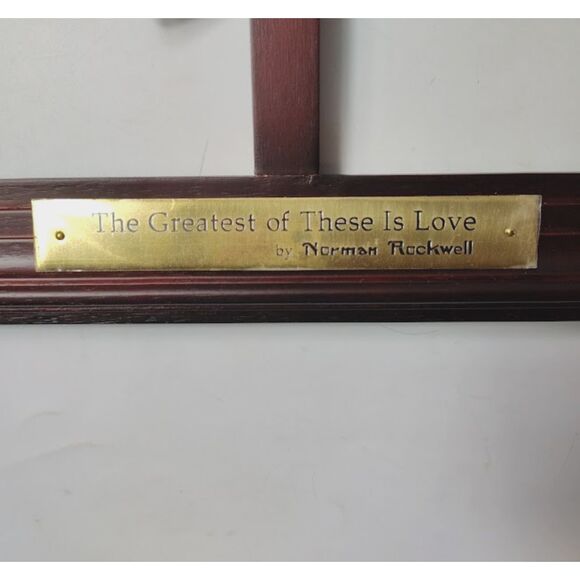 The Greatest of These Is Love
by Norman Rockwell